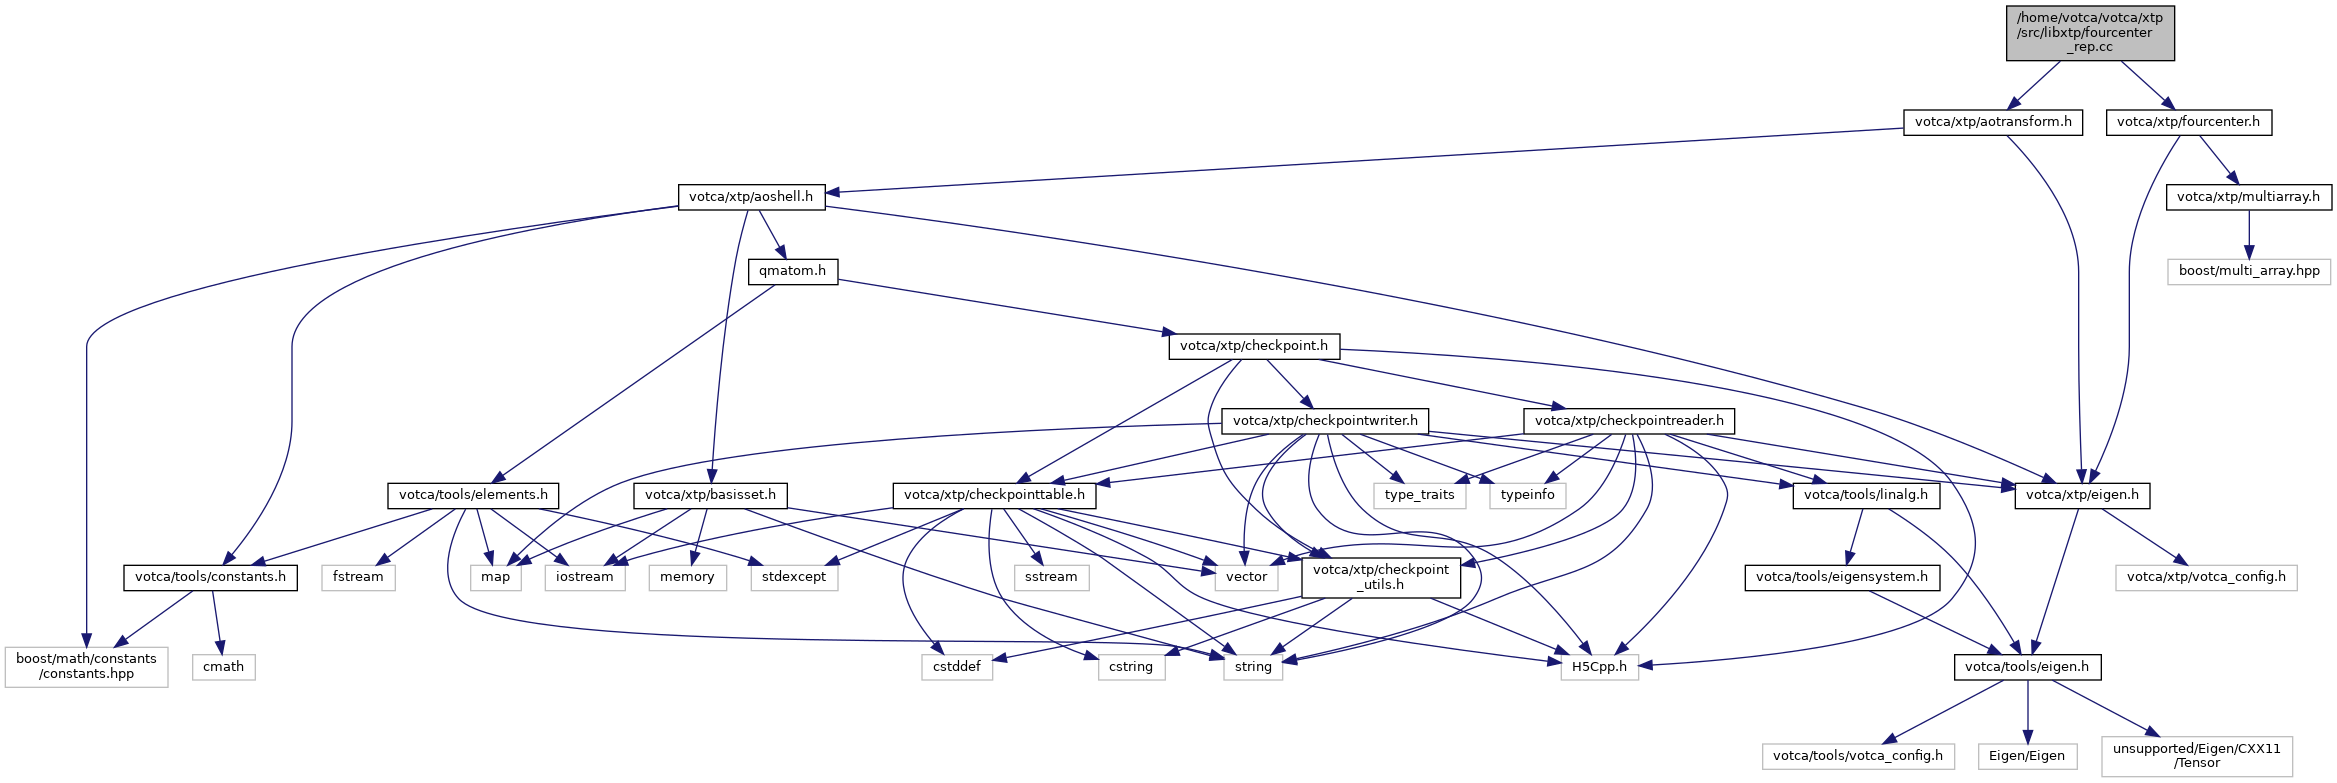 /home/votca/votca/xtp
/src/libxtp/fourcenter
_rep.cc
votca/xtp/aotransform.h
votca/xtp/fourcenter.h
votca/xtp/aoshell.h
votca/xtp/multiarray.h
qmatom.h
boost/multi_array.hpp
votca/xtp/checkpoint.h
votca/xtp/checkpointwriter.h
votca/xtp/checkpointreader.h
votca/tools/elements.h
votca/xtp/basisset.h
votca/xtp/checkpointtable.h
type_traits
typeinfo
votca/tools/linalg.h
votca/xtp/eigen.h
votca/tools/constants.h
fstream
map
iostream
memory
stdexcept
sstream
vector
votca/xtp/checkpoint
_utils.h
votca/tools/eigensystem.h
votca/xtp/votca_config.h
boost/math/constants
/constants.hpp
cmath
cstddef
cstring
string
H5Cpp.h
votca/tools/eigen.h
votca/tools/votca_config.h
Eigen/Eigen
unsupported/Eigen/CXX11
/Tensor